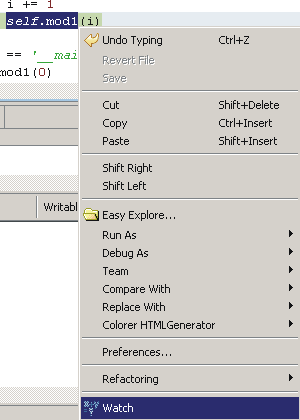 i += 1
self.mod1(i)
== '__mai
mod1(0)
Writabl
Undo Typing Ctrl+Z
Revert File
Save
Cut Shift+Delete
Copy Ctrl+Insert
Paste Shift+Insert
Shift Right
Shift Left
Easy Explore...
Run As
Debug As
Team
Compare With
Replace With
Colorer HTMLGenerator
Preferences...
Refactoring
Watch